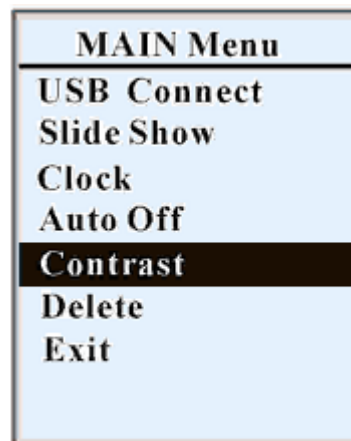 MAIN Menu
USB Connect
Slide Show
Clock
Auto Off
Contrast
Delete
Exit